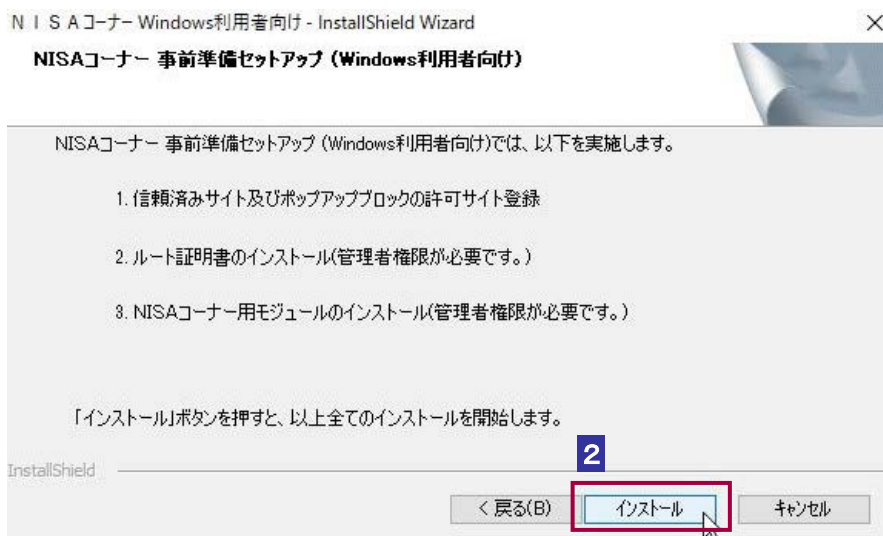 ＮＩＳＡコーナー Windows利用者向け - InstallShield Wizard
NISAコーナー 事前準備セットアップ (Windows利用者向け)
NISAコーナー 事前準備セットアップ (Windows利用者向け)では、以下を実施します。
1. 信頼済みサイト及びポップアップブロックの許可サイト登録
2. ルート証明書のインストール(管理者権限が必要です。)
3. NISAコーナー用モジュールのインストール(管理者権限が必要です。)
「インストール」ボタンを押すと、以上全てのインストールを開始します。
2
InstallShield
< 戻る(B) インストール キャンセル